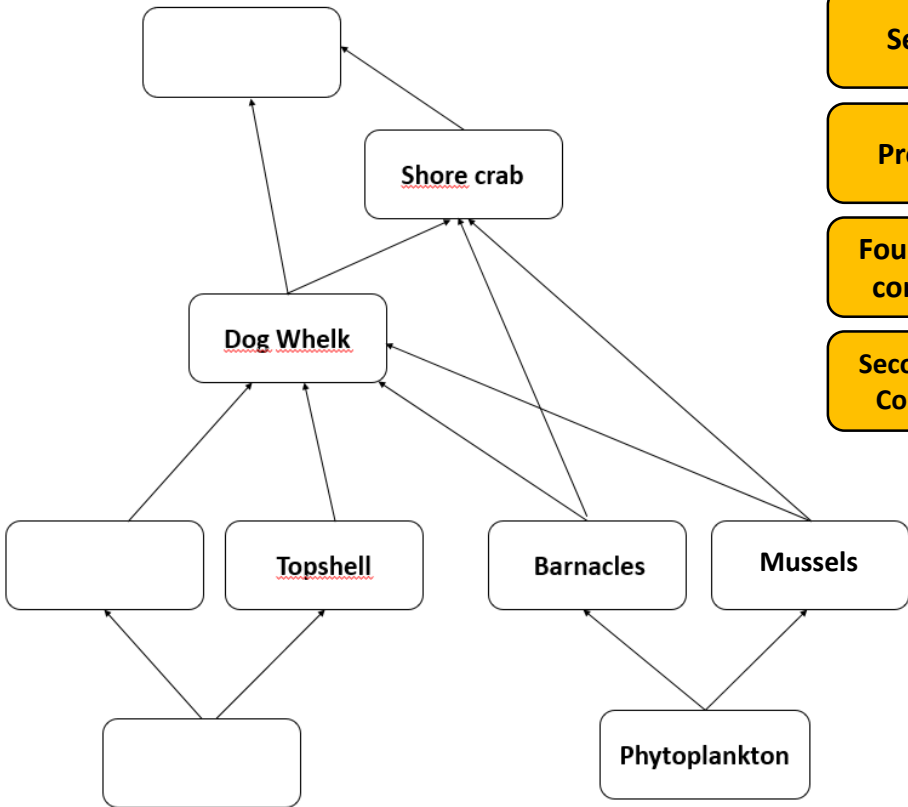 Shore crab
Dog Whelk
Topshell
Barnacles
Mussels
Phytoplankton